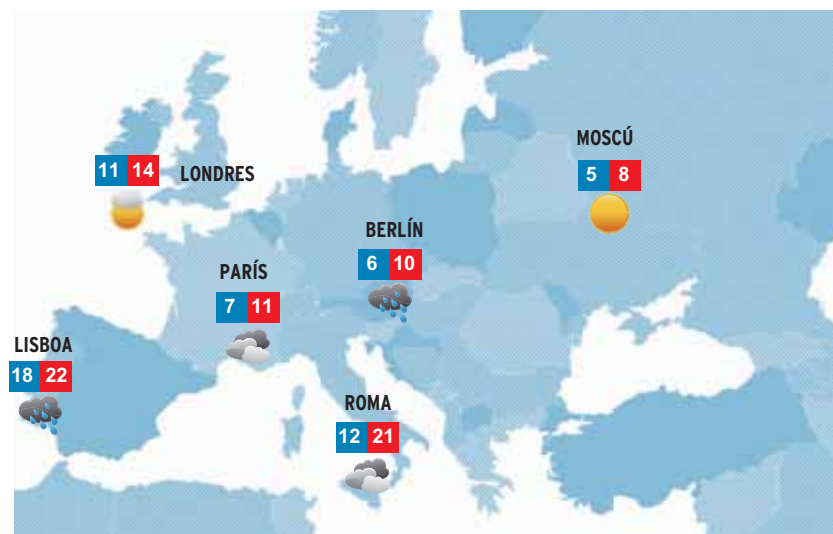 MOSCÚ
5 8
11 14
LONDRES
BERLÍN
6 10
PARÍS
7 11
LISBOA
18 22
ROMA
12 21